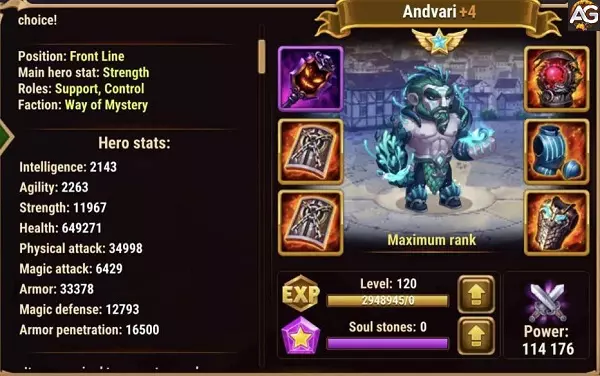 choice!
Position: Front Line
Main hero stat: Strength
Roles: Support, Control
Faction: Way of Mystery
Hero stats:
Intelligence: 2143
Agility: 2263
Strength: 11967
Health: 649271
Physical attack: 34998
Magic attack: 6429
Armor: 33378
Magic defense: 12793
Armor penetration: 16500
Andvari +4
AG
Maximum rank
EXP
Level: 120
2948945/0
Soul stones: 0
Power:
114 176